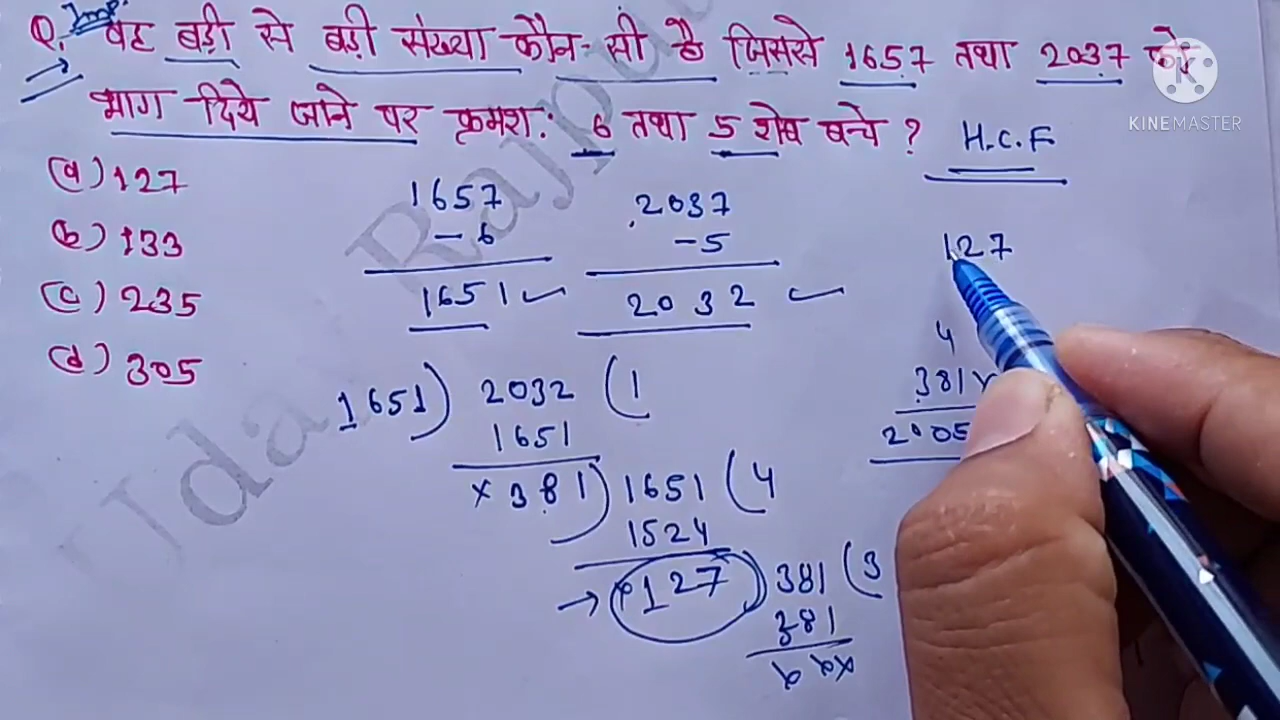 Imp.
Q. वह बड़ी से बड़ी संख्या कौन-सी है जिससे 1657 तथा 2037 को
भाग दिये जाने पर क्रमश: 6 तथा 5 शेष बचे ?
H.C.F
(a) 127
(b) 133
(c) 235
(d) 305
1657
- 6
1651
2037
- 5
2032
1651) 2032 (1
1651
× 381) 1651 (4
1524
127) 381 (3
381
127
4
381
2005
K
KINEMASTER